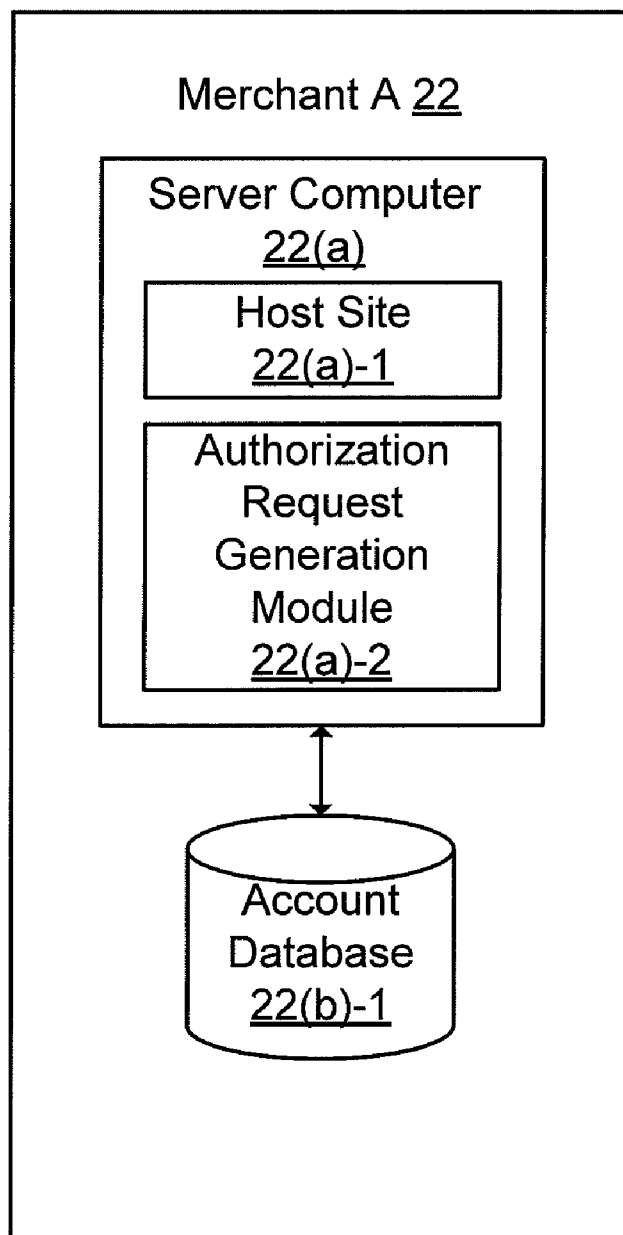 Merchant A 22
Server Computer
22(a)
Host Site
22(a)-1
Authorization
Request
Generation
Module
22(a)-2
Account
Database
22(b)-1